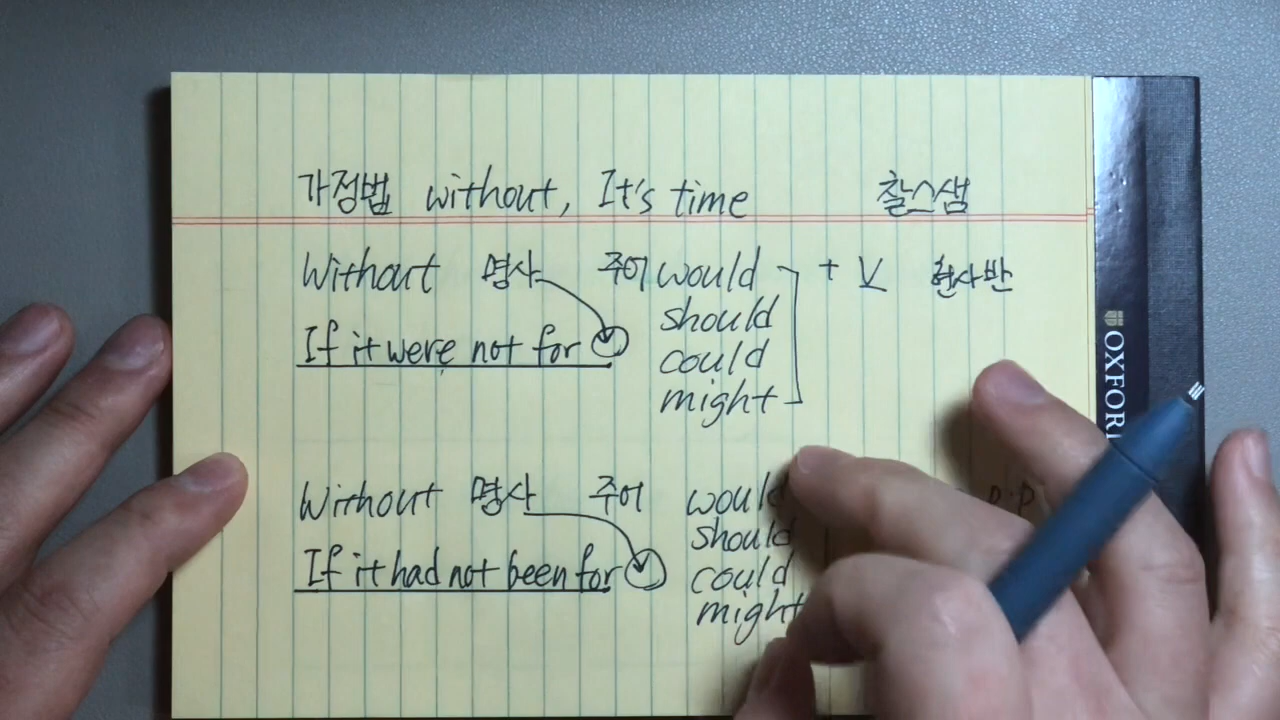 가정법 without, It's time 찰스샘
Without 명사 주어 would + V 현사반
should
If it were not for
could
might
Without 명사 주어 would p.p
should
If it had not been for
could
might
OXFOR